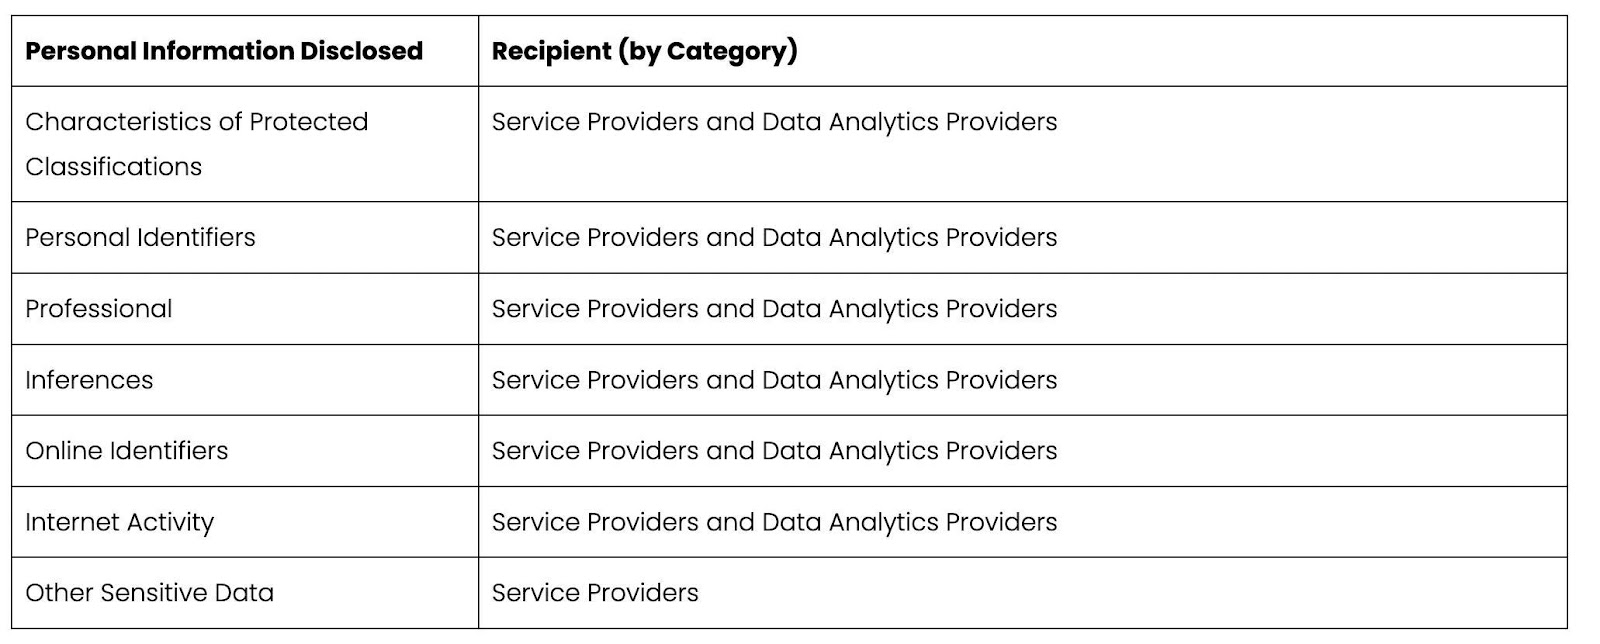 Personal Information Disclosed
Recipient (by Category)
Characteristics of Protected
Classifications
Service Providers and Data Analytics Providers
Personal Identifiers
Service Providers and Data Analytics Providers
Professional
Service Providers and Data Analytics Providers
Inferences
Service Providers and Data Analytics Providers
Online Identifiers
Service Providers and Data Analytics Providers
Internet Activity
Service Providers and Data Analytics Providers
Other Sensitive Data
Service Providers